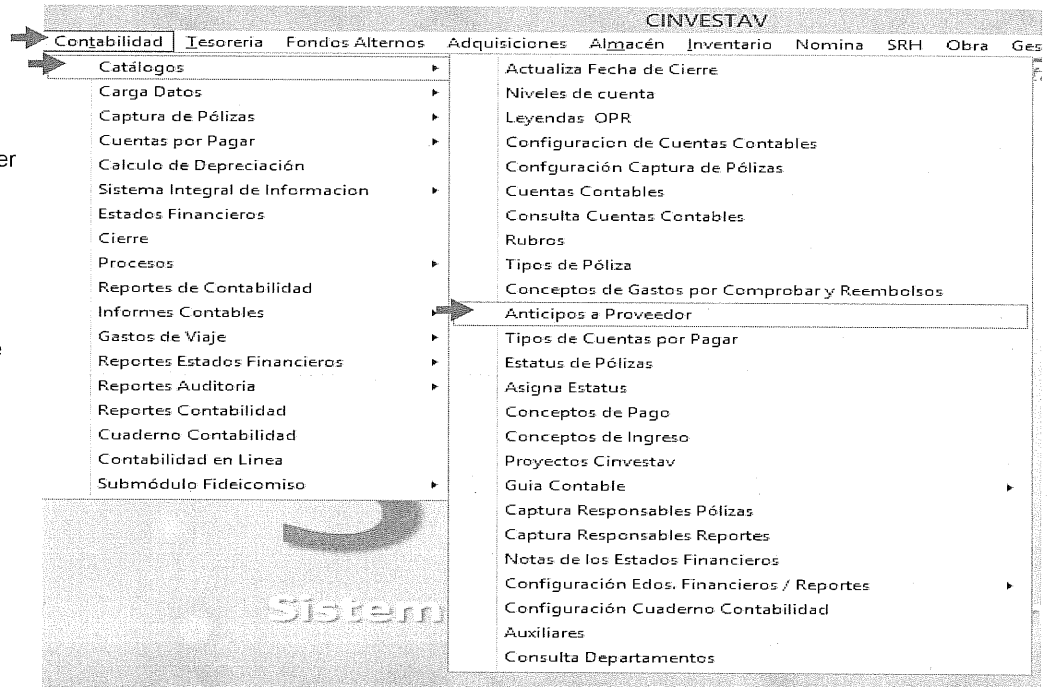 CINVESTAV
Contabilidad Tesoreria Fondos Alternos Adquisiciones Almacén Inventario Nomina SRH Obra Ges
Catálogos
Carga Datos
Captura de Pólizas
Cuentas por Pagar
er
Calculo de Depreciación
Sistema Integral de Informacion
Estados Financieros
Cierre
Procesos
Reportes de Contabilidad
Informes Contables
Gastos de Viaje
Reportes Estados Financieros
Reportes Auditoria
Reportes Contabilidad
Cuaderno Contabilidad
Contabilidad en Linea
Submódulo Fideicomiso
Actualiza Fecha de Cierre
Niveles de cuenta
Leyendas OPR
Configuracion de Cuentas Contables
Confguración Captura de Pólizas
Cuentas Contables
Consulta Cuentas Contables
Rubros
Tipos de Póliza
Conceptos de Gastos por Comprobar y Reembolsos
Anticipos a Proveedor
Tipos de Cuentas por Pagar
Estatus de Pólizas
Asigna Estatus
Conceptos de Pago
Conceptos de Ingreso
Proyectos Cinvestav
Guia Contable
Captura Responsables Pólizas
Captura Responsables Reportes
Notas de los Estados Financieros
Configuración Edos. Financieros / Reportes
Configuración Cuaderno Contabilidad
Auxiliares
Consulta Departamentos
Sistem